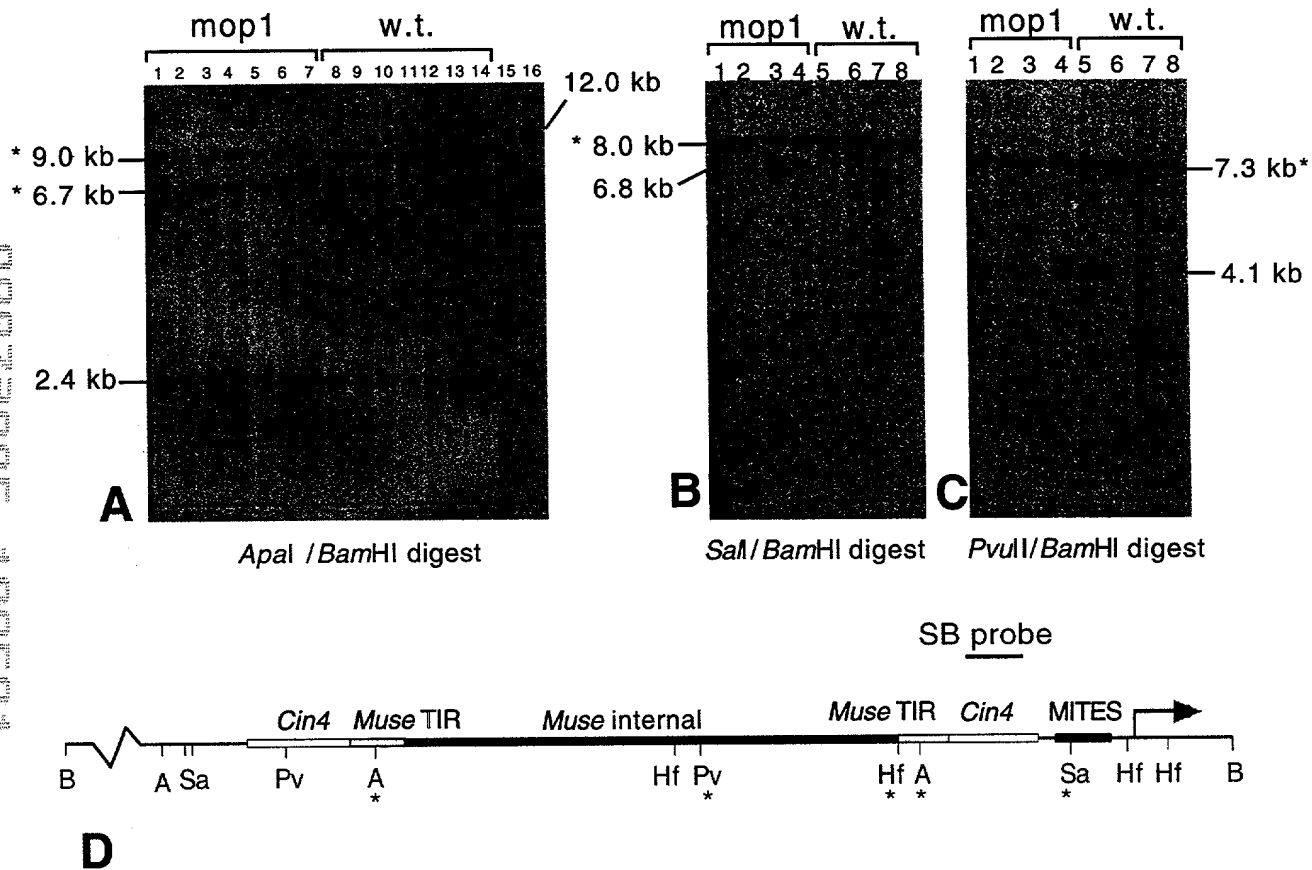 mop1 w.t.
1 2 3 4 5 6 7 8 9 10 11 12 13 14 15 16
12.0 kb
* 9.0 kb
* 6.7 kb
2.4 kb
A
ApaI / BamHI digest
mop1 w.t.
1 2 3 4 5 6 7 8
* 8.0 kb
6.8 kb
B
SalI / BamHI digest
mop1 w.t.
1 2 3 4 5 6 7 8
7.3 kb*
4.1 kb
C
PvuII/BamHI digest
SB probe
Cin4 Muse TIR Muse internal Muse TIR Cin4 MITES
B A Sa Pv A Hf Pv Hf A Sa Hf Hf B
* * * * *
D